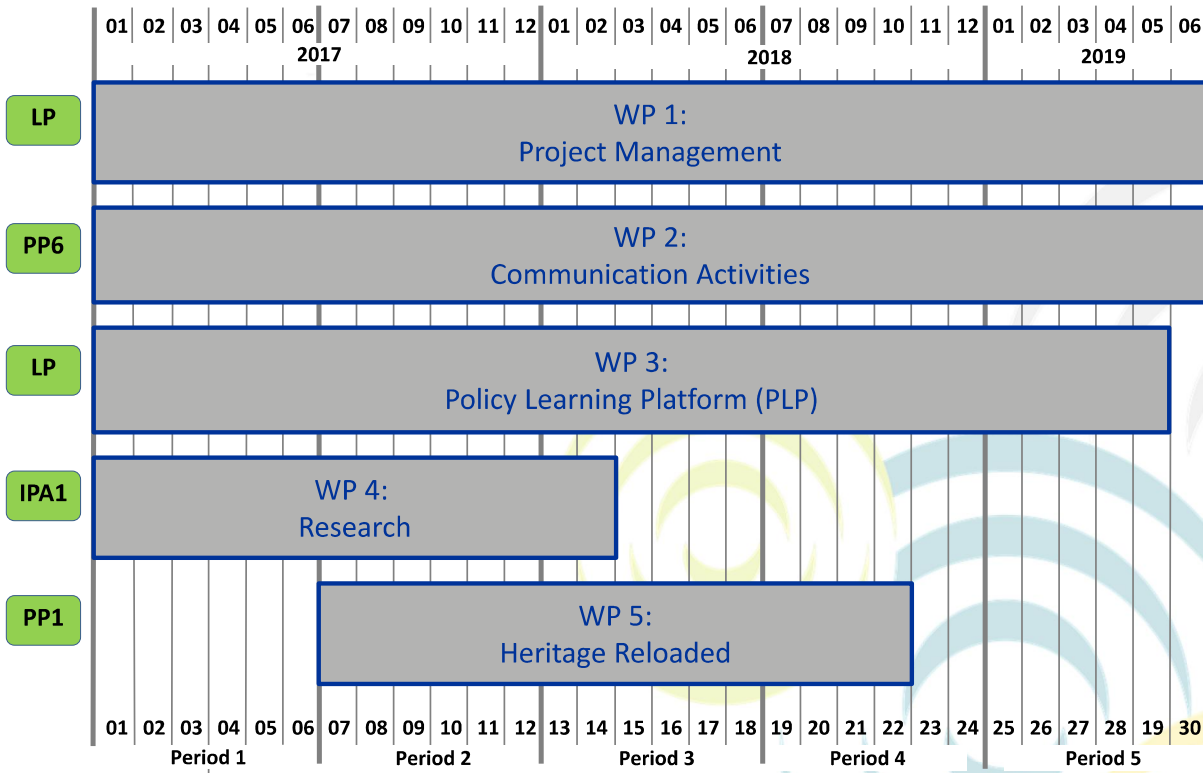 01 02 03 04 05 06 07 08 09 10 11 12 01 02 03 04 05 06 07 08 09 10 11 12 01 02 03 04 05 06
2017 2018 2019
LP
WP 1:
Project Management
PP6
WP 2:
Communication Activities
LP
WP 3:
Policy Learning Platform (PLP)
IPA1
WP 4:
Research
PP1
WP 5:
Heritage Reloaded
01 02 03 04 05 06 07 08 09 10 11 12 13 14 15 16 17 18 19 20 21 22 23 24 25 26 27 28 19 30
Period 1 Period 2 Period 3 Period 4 Period 5